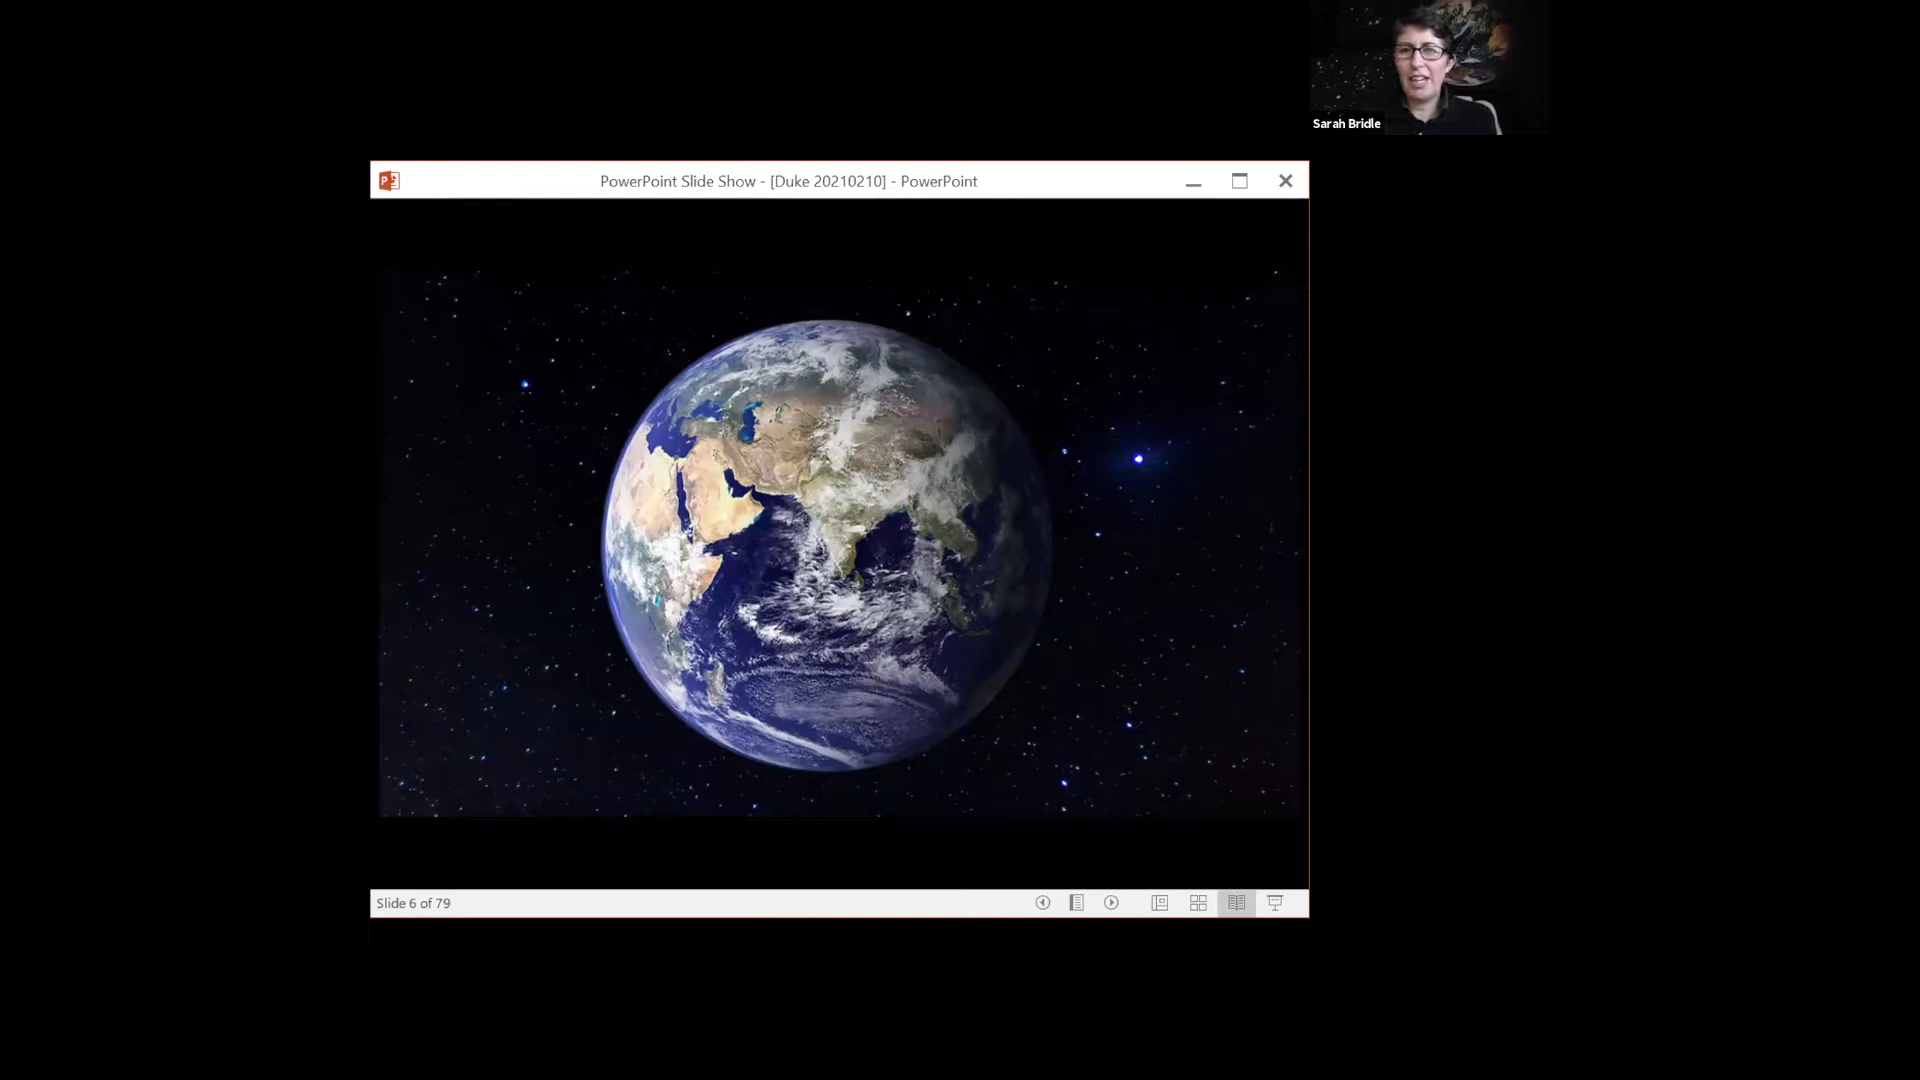 Sarah Bridle
PowerPoint Slide Show - [Duke 20210210] - PowerPoint
Slide 6 of 79